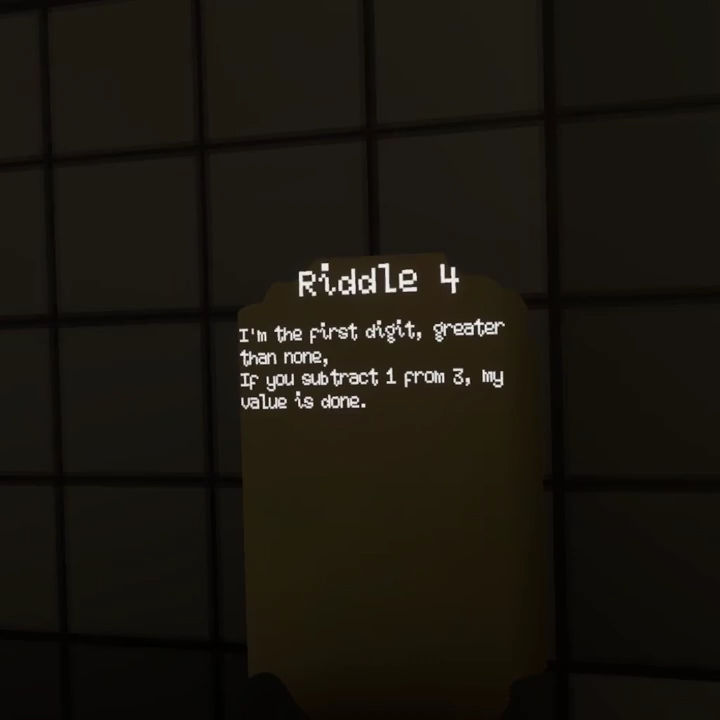 Riddle 4
I'm the first digit, greater
than none,
If you subtract 1 from 3, my
value is done.